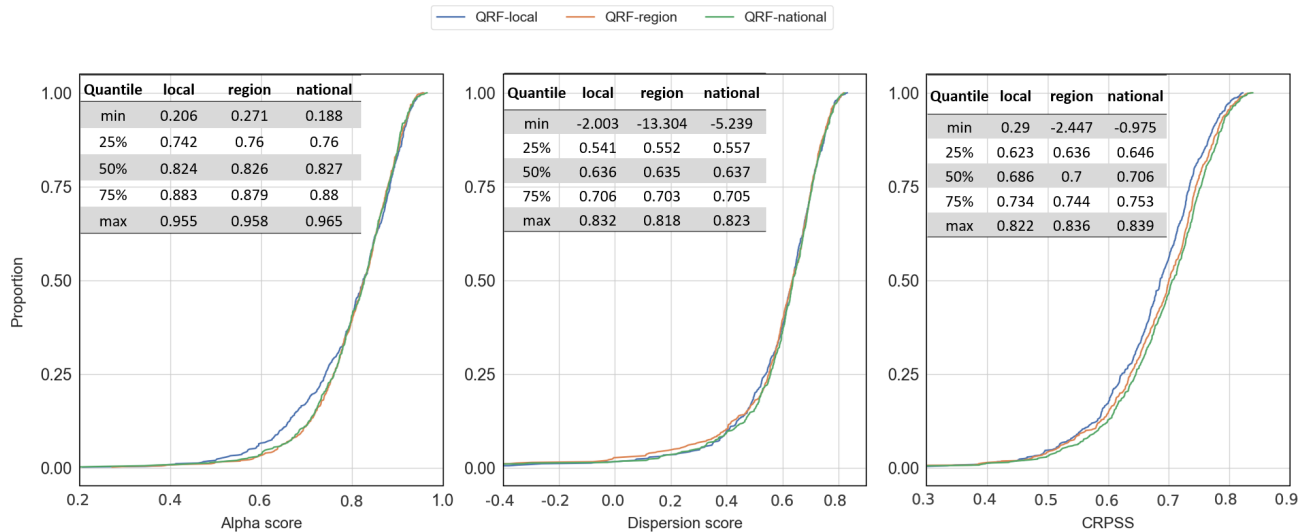 QRF-local QRF-region QRF-national
Quantile local region national
min 0.206 0.271 0.188
25% 0.742 0.76 0.76
50% 0.824 0.826 0.827
75% 0.883 0.879 0.88
max 0.955 0.958 0.965
Proportion
1.00
0.75
0.50
0.25
0.00
0.2 0.4 0.6 0.8 1.0
Alpha score
Quantile local region national
min -2.003 -13.304 -5.239
25% 0.541 0.552 0.557
50% 0.636 0.635 0.637
75% 0.706 0.703 0.705
max 0.832 0.818 0.823
1.00
0.75
0.50
0.25
0.00
-0.4 -0.2 0.0 0.2 0.4 0.6 0.8
Dispersion score
Quantile local region national
min 0.29 -2.447 -0.975
25% 0.623 0.636 0.646
50% 0.686 0.7 0.706
75% 0.734 0.744 0.753
max 0.822 0.836 0.839
1.00
0.75
0.50
0.25
0.00
0.3 0.4 0.5 0.6 0.7 0.8 0.9
CRPSS